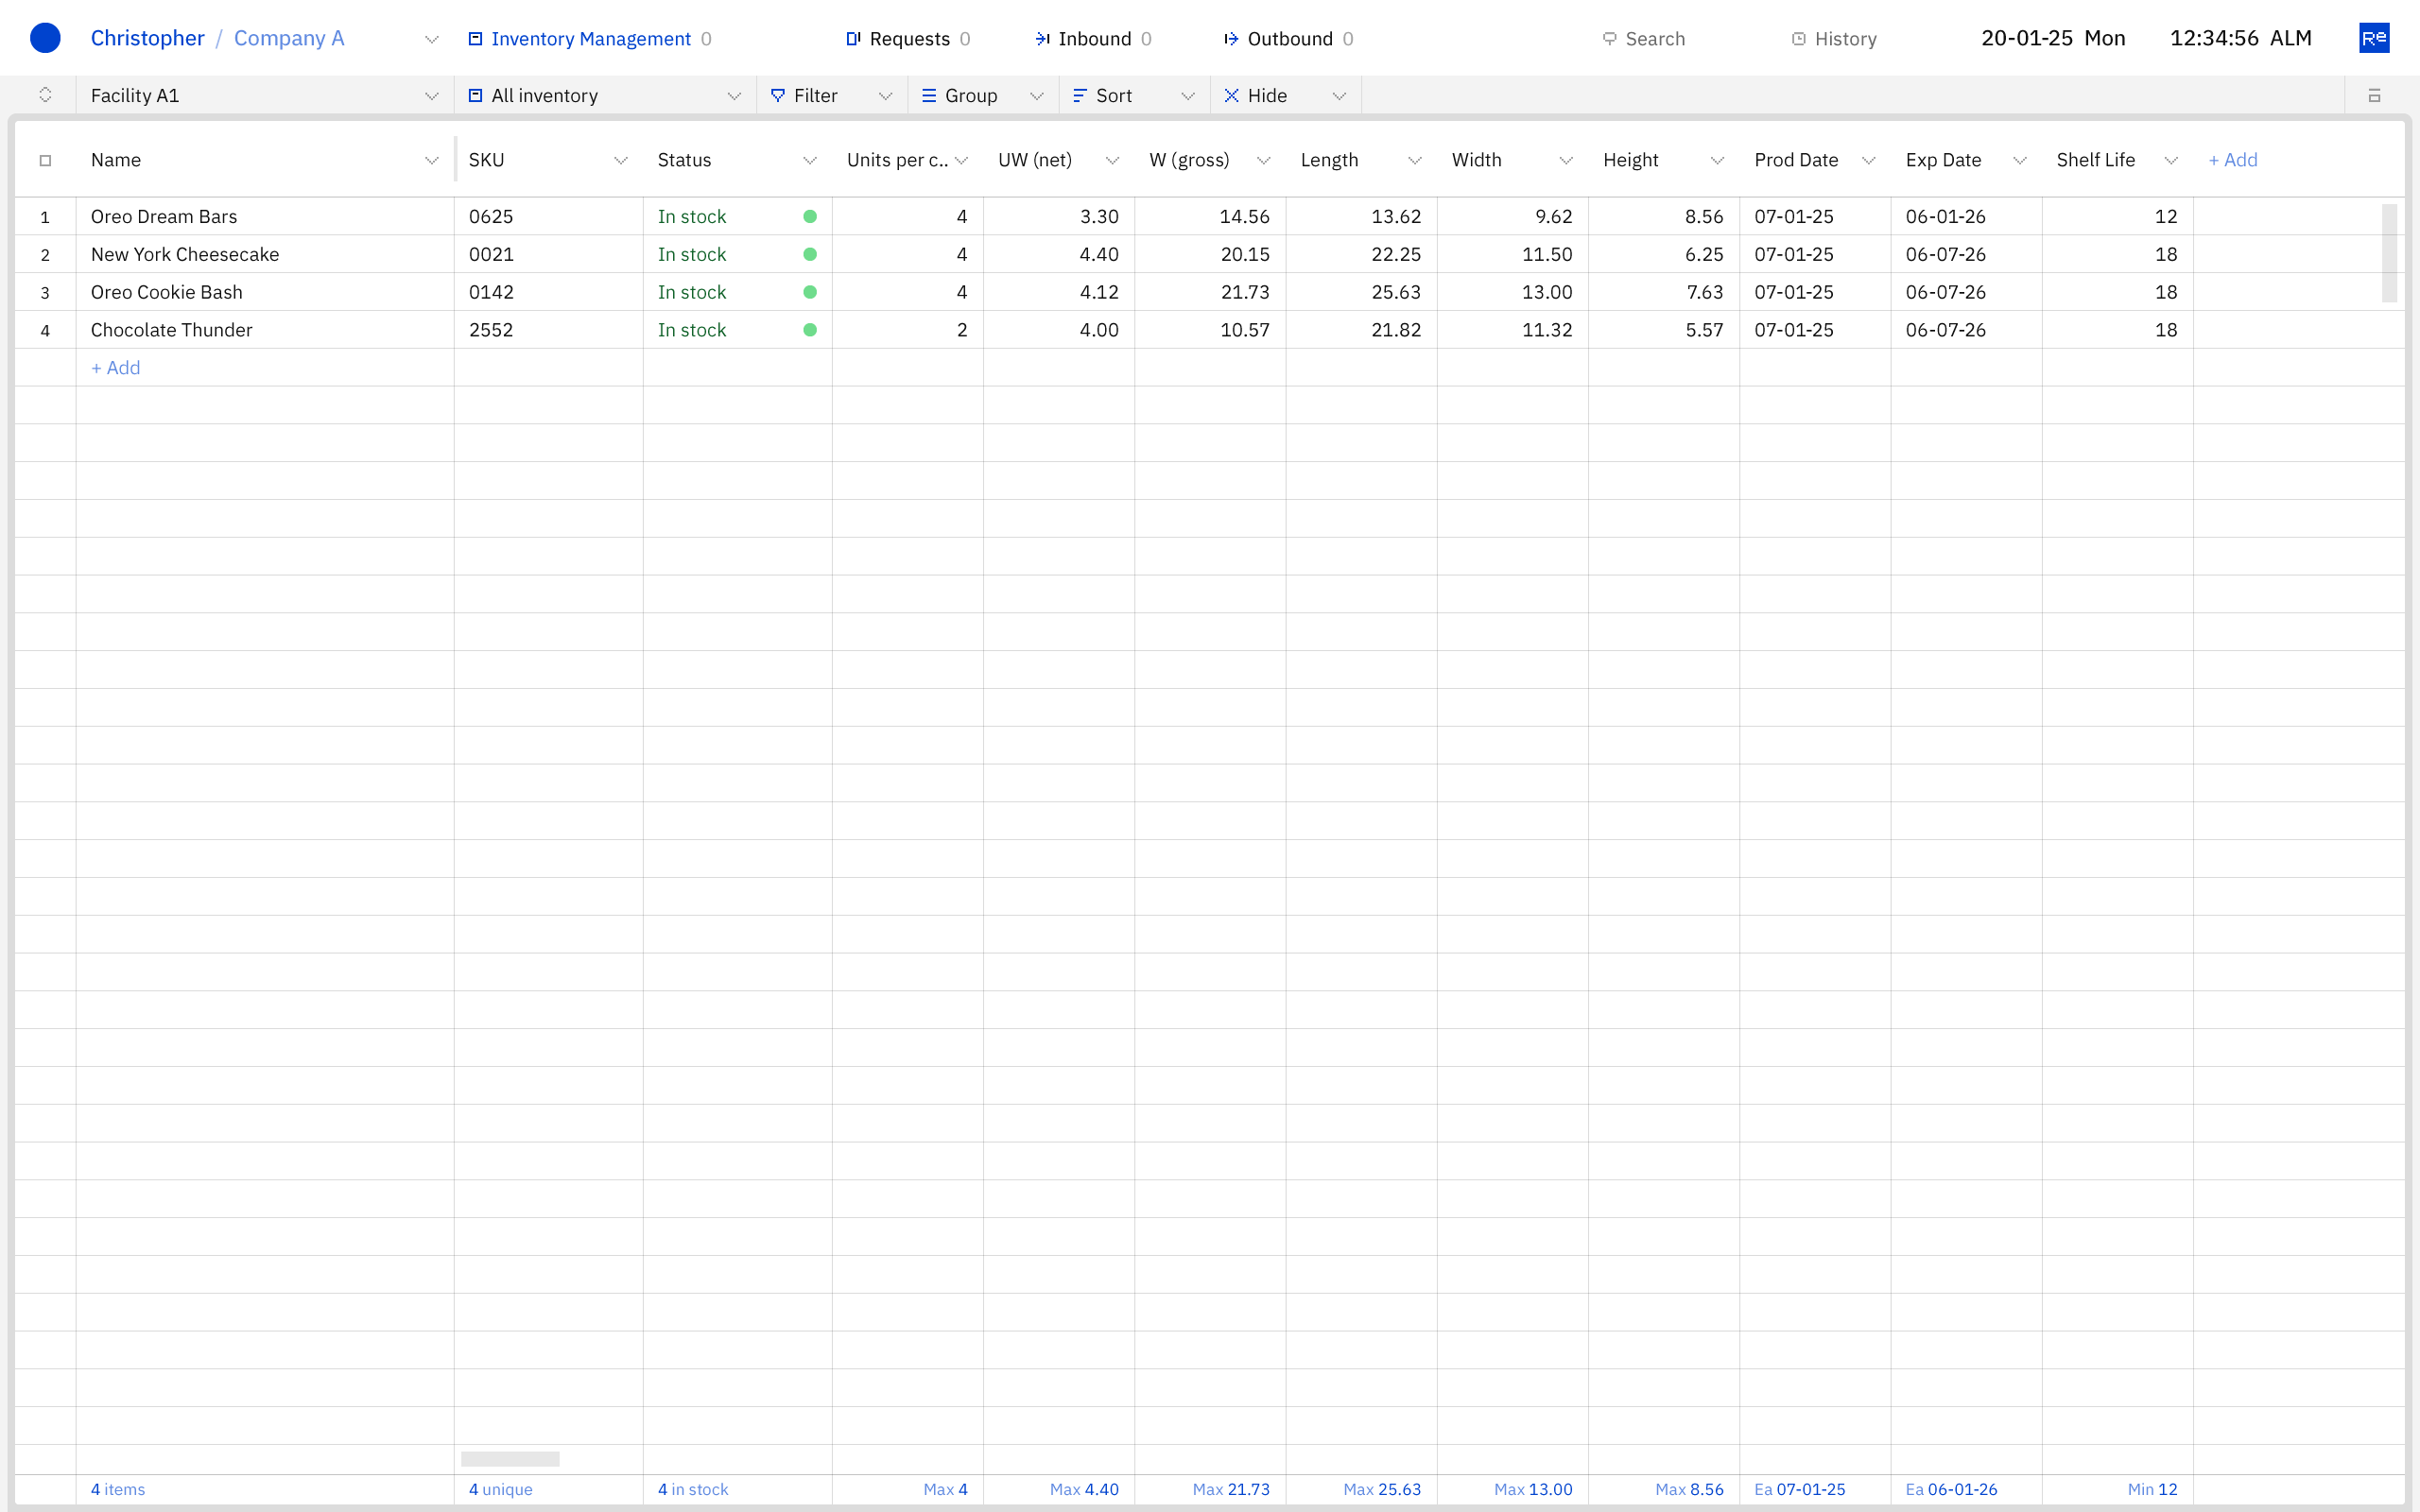 Christopher / Company A Inventory Management 0 Requests 0 Inbound 0 Outbound 0 Search History 20-01-25 Mon 12:34:56 ALM Re
Facility A1 All inventory Filter Group Sort Hide
Name SKU Status Units per c.. UW (net) W (gross) Length Width Height Prod Date Exp Date Shelf Life + Add
1 Oreo Dream Bars 0625 In stock 4 3.30 14.56 13.62 9.62 8.56 07-01-25 06-01-26 12
2 New York Cheesecake 0021 In stock 4 4.40 20.15 22.25 11.50 6.25 07-01-25 06-07-26 18
3 Oreo Cookie Bash 0142 In stock 4 4.12 21.73 25.63 13.00 7.63 07-01-25 06-07-26 18
4 Chocolate Thunder 2552 In stock 2 4.00 10.57 21.82 11.32 5.57 07-01-25 06-07-26 18
+ Add
4 items 4 unique 4 in stock Max 4 Max 4.40 Max 21.73 Max 25.63 Max 13.00 Max 8.56 Ea 07-01-25 Ea 06-01-26 Min 12